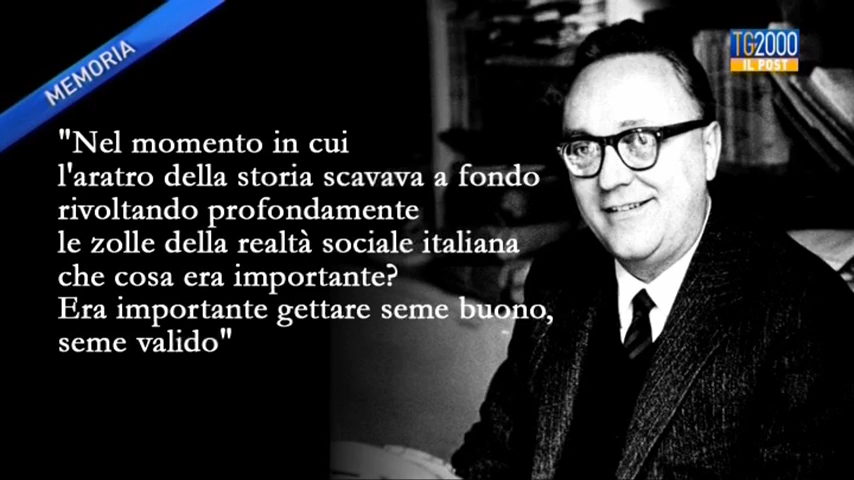 MEMORIA
TG2000
IL POST
"Nel momento in cui
l'aratro della storia scavava a fondo
rivoltando profondamente
le zolle della realtà sociale italiana
che cosa era importante?
Era importante gettare seme buono,
seme valido"